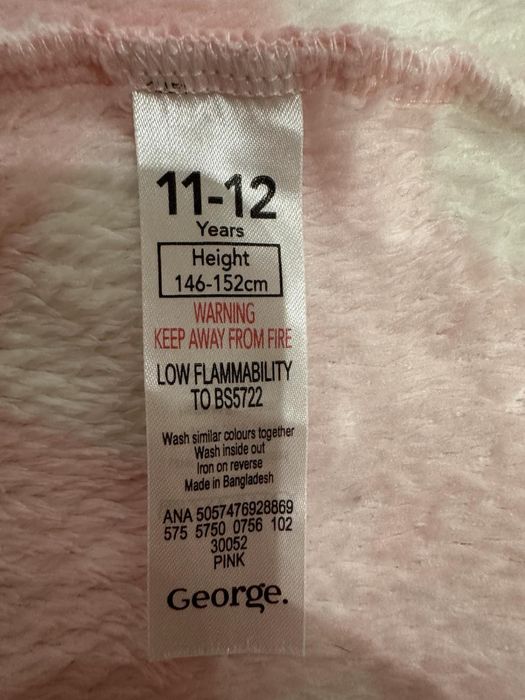 11-12
Years
Height
146-152cm
WARNING
KEEP AWAY FROM FIRE
LOW FLAMMABILITY
TO BS5722
Wash similar colours together
Wash inside out
Iron on reverse
Made in Bangladesh
ANA 5057476928869
575 5750 0756 102
30052
PINK
George.